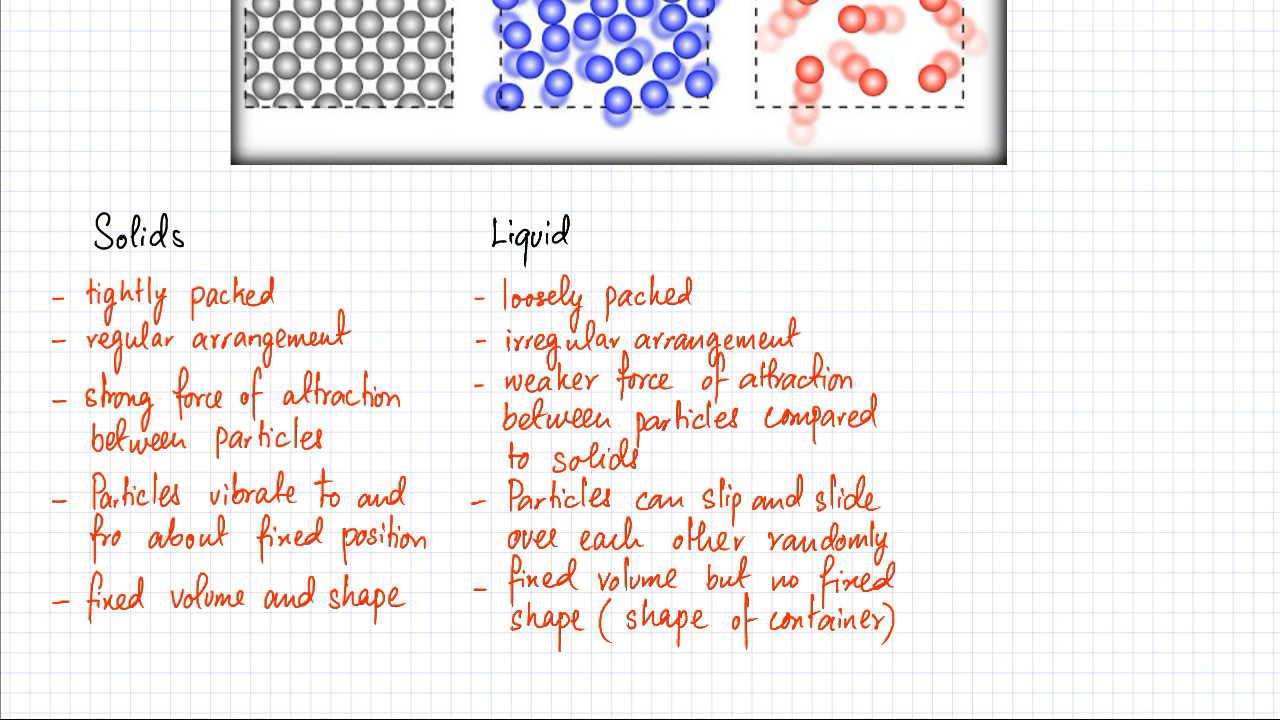 Solids
- tightly packed
- regular arrangement
- strong force of attraction
between particles
- Particles vibrate to and
fro about fixed position
- fixed volume and shape
Liquid
- loosely packed
- irregular arrangement
- weaker force of attraction
between particles compared
to solids
- Particles can slip and slide
over each other randomly
- fixed volume but no fixed
shape ( shape of container)